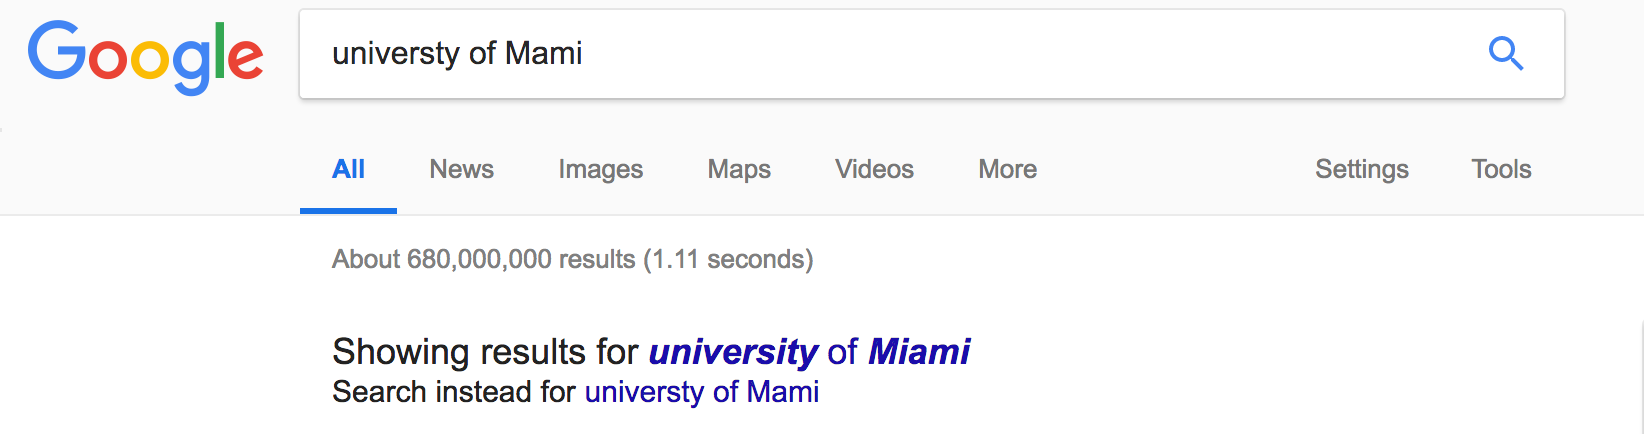 Google universty of Mami
All News Images Maps Videos More Settings Tools
About 680,000,000 results (1.11 seconds)
Showing results for university of Miami
Search instead for universty of Mami